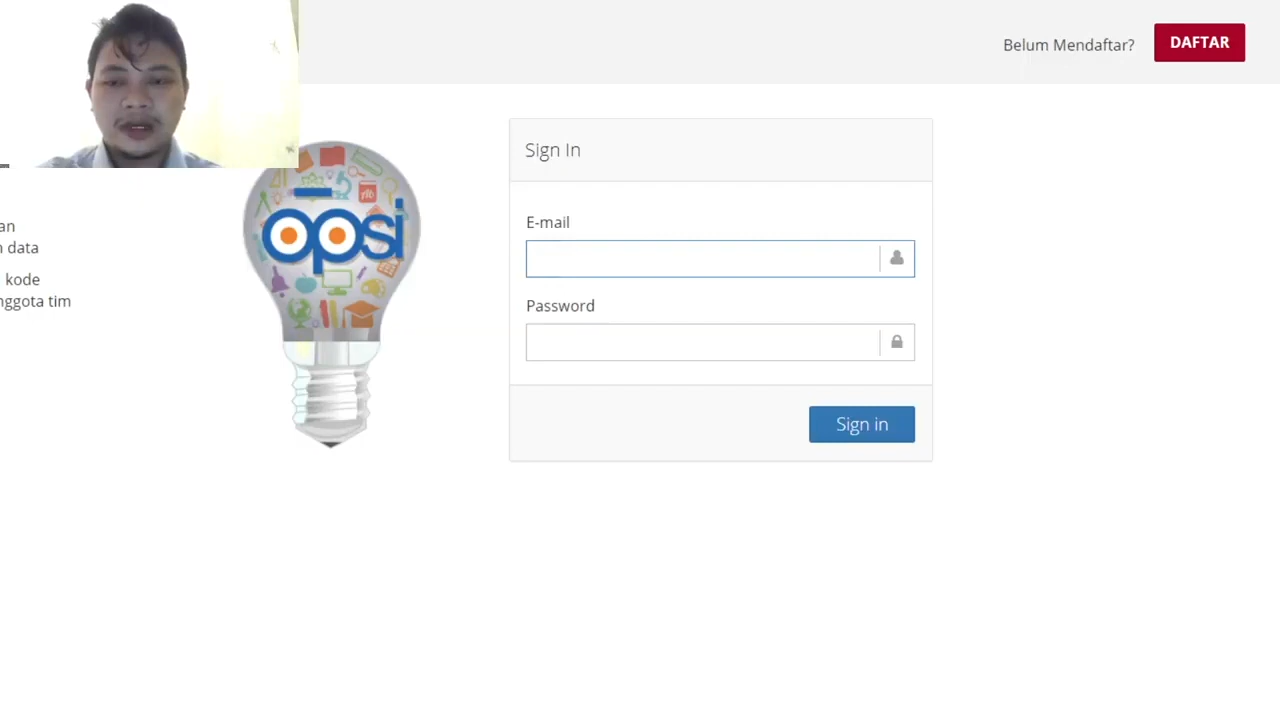 Belum Mendaftar?
DAFTAR
an
data
kode
nggota tim
opsi
Sign In
E-mail
Password
Sign in